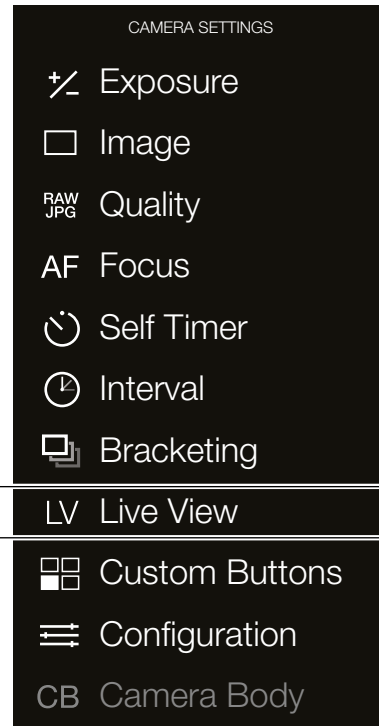 CAMERA SETTINGS
Exposure
Image
RAW
JPG Quality
AF Focus
Self Timer
Interval
Bracketing
LV Live View
Custom Buttons
Configuration
CB Camera Body